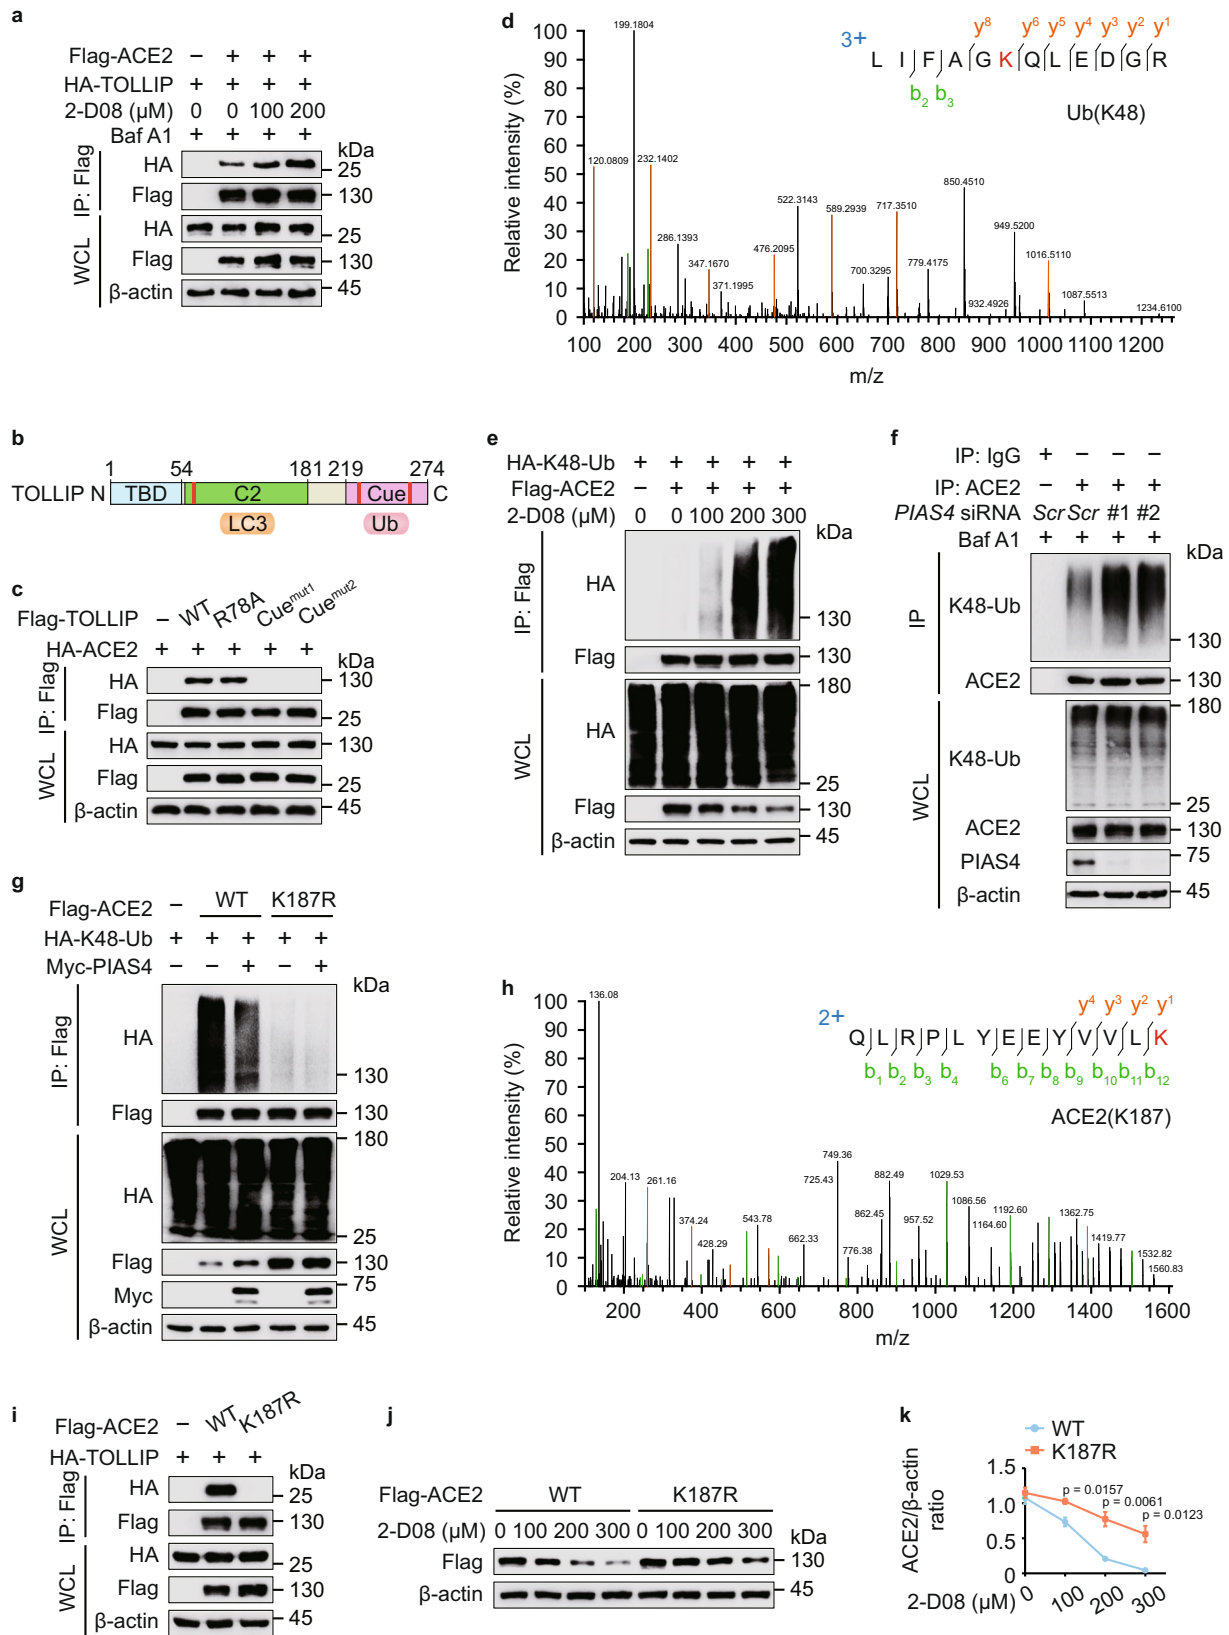 a
Flag-ACE2 – + + +
HA-TOLLIP + + + +
2-D08 (μM) 0 0 100 200
Baf A1 + + + +
kDa
IP: Flag
HA 25
Flag 130
WCL
HA 25
Flag 130
β-actin 45
b
1 54 181 219 274
TOLLIP N TBD C2 Cue C
LC3 Ub
c
Flag-TOLLIP – WT R78A Cue^mut1 Cue^mut2
HA-ACE2 + + + + +
kDa
IP: Flag
HA 130
Flag 25
WCL
HA 130
Flag 25
β-actin 45
d
Relative intensity (%)
100
90
80
70
60
50
40
30
20
10
0
100 200 300 400 500 600 700 800 900 1000 1100 1200
m/z
y8 y6 y5 y4 y3 y2 y1
3+
L I F A G K Q L E D G R
b2 b3
Ub(K48)
199.1804
120.0809
232.1402
286.1393
347.1670
371.1995
476.2095
522.3143
589.2939
700.3295
717.3510
779.4175
850.4510
932.4926
949.5200
1016.5110
1087.5513
1234.6100
e
HA-K48-Ub + + + + +
Flag-ACE2 + + + +
2-D08 (μM) 0 0 100 200 300
kDa
IP: Flag
HA 130
Flag 130
WCL
HA 180
25
Flag 130
β-actin 45
f
IP: IgG + – – –
IP: ACE2 – + + +
PIAS4 siRNA Scr Scr #1 #2
Baf A1 + + + +
kDa
IP
K48-Ub 130
ACE2 130
WCL
K48-Ub 180
25
ACE2 130
PIAS4 75
β-actin 45
g
WT K187R
Flag-ACE2 –
HA-K48-Ub + + + + +
Myc-PIAS4 – – + – +
kDa
IP: Flag
HA 130
Flag 130
WCL
HA 180
25
Flag 130
Myc 75
β-actin 45
h
Relative intensity (%)
100
90
80
70
60
50
40
30
20
10
0
200 400 600 800 1000 1200 1400 1600
m/z
y4 y3 y2 y1
2+
Q L R P L Y E E Y V V L K
b1 b2 b3 b4 b6 b7 b8 b9 b10 b11 b12
ACE2(K187)
136.08
204.13
261.16
374.24
428.29
543.78
662.33
725.43
749.36
776.38
862.45
882.49
957.52
1029.53
1086.56
1164.60
1192.60
1362.75
1419.77
1532.82
1560.83
i
Flag-ACE2 – WT K187R
HA-TOLLIP + + +
kDa
IP: Flag
HA 25
Flag 130
WCL
HA 25
Flag 130
β-actin 45
j
Flag-ACE2 WT K187R
2-D08 (μM) 0 100 200 300 0 100 200 300
kDa
Flag 130
β-actin 45
k
WT
K187R
ACE2/β-actin
ratio
1.5
1.0
0.5
0
p = 0.0157
p = 0.0061
p = 0.0123
2-D08 (μM) 0 100 200 300